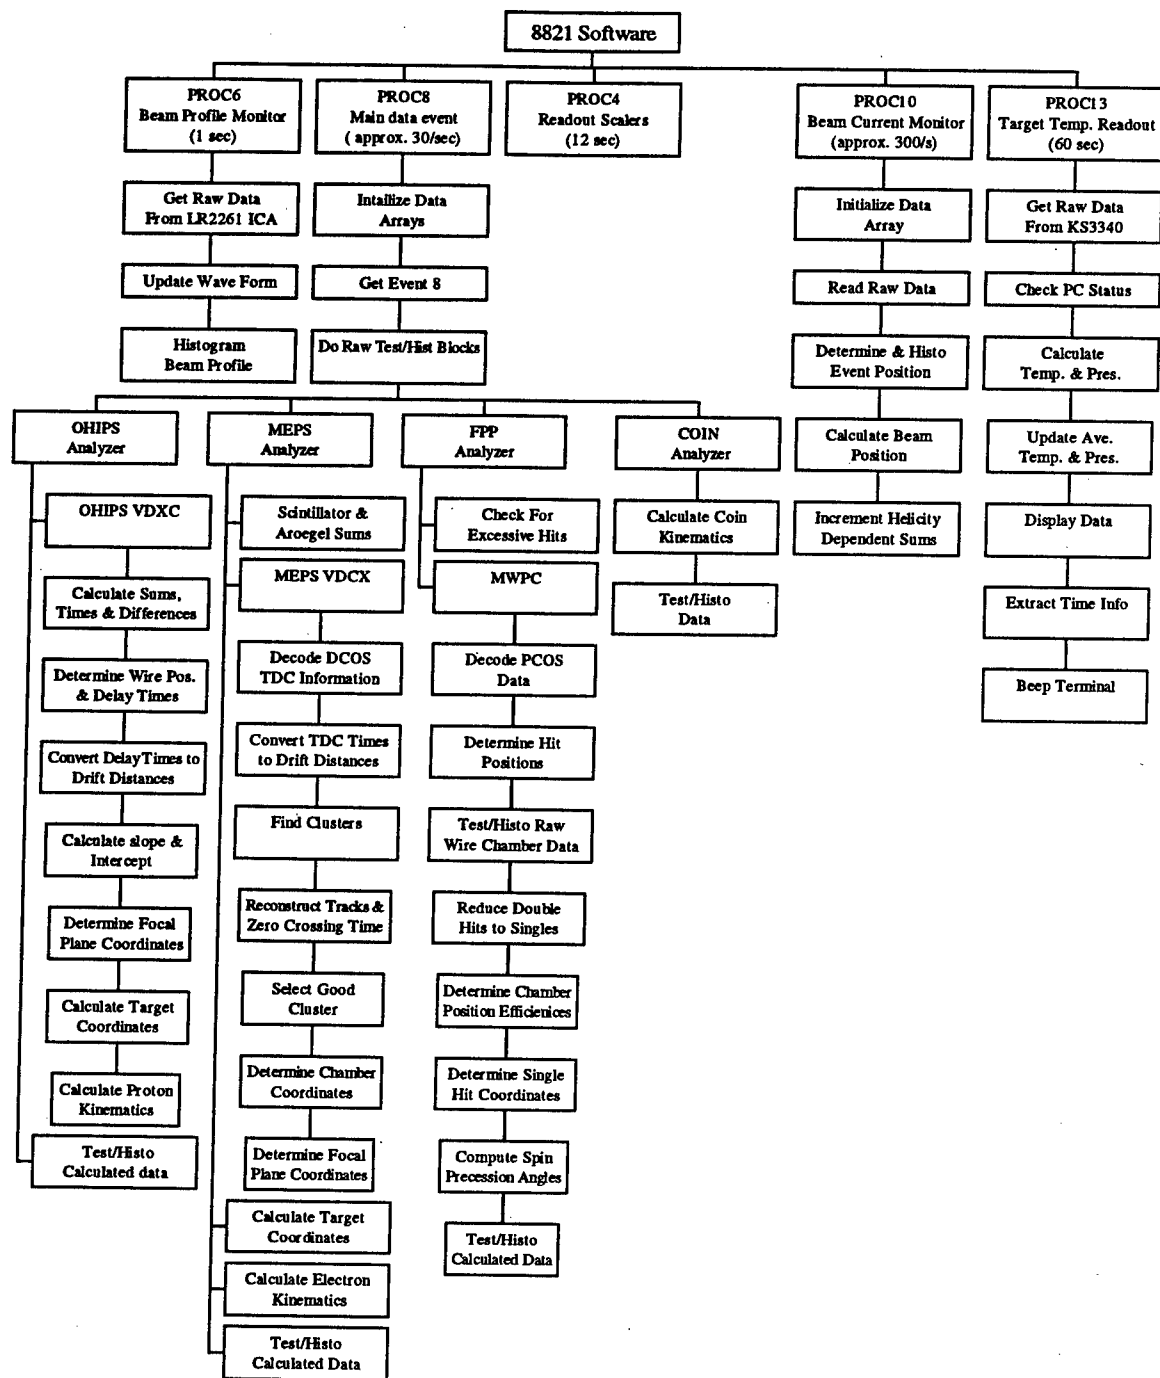 8821 Software
PROC6
Beam Profile Monitor
(1 sec)
Get Raw Data
From LR2261 ICA
Update Wave Form
Histogram
Beam Profile
PROC8
Main data event
( approx. 30/sec)
Intailize Data
Arrays
Get Event 8
Do Raw Test/Hist Blocks
PROC4
Readout Scalers
(12 sec)
PROC10
Beam Current Monitor
(approx. 300/s)
Initialize Data
Array
Read Raw Data
Determine & Histo
Event Position
Calculate Beam
Position
Increment Helicity
Dependent Sums
PROC13
Target Temp. Readout
(60 sec)
Get Raw Data
From KS3340
Check PC Status
Calculate
Temp. & Pres.
Update Ave.
Temp. & Pres.
Display Data
Extract Time Info
Beep Terminal
OHIPS
Analyzer
OHIPS VDXC
Calculate Sums,
Times & Differences
Determine Wire Pos.
& Delay Times
Convert DelayTimes to
Drift Distances
Calculate slope &
Intercept
Determine Focal
Plane Coordinates
Calculate Target
Coordinates
Calculate Proton
Kinematics
Test/Histo
Calculated data
MEPS
Analyzer
Scintillator &
Aroegel Sums
MEPS VDCX
Decode DCOS
TDC Information
Convert TDC Times
to Drift Distances
Find Clusters
Reconstruct Tracks &
Zero Crossing Time
Select Good
Cluster
Determine Chamber
Coordinates
Determine Focal
Plane Coordinates
Calculate Target
Coordinates
Calculate Electron
Kinematics
Test/Histo
Calculated Data
FPP
Analyzer
Check For
Excessive Hits
MWPC
Decode PCOS
Data
Determine Hit
Positions
Test/Histo Raw
Wire Chamber Data
Reduce Double
Hits to Singles
Determine Chamber
Position Efficienices
Determine Single
Hit Coordinates
Compute Spin
Precession Angles
Test/Histo
Calculated Data
COIN
Analyzer
Calculate Coin
Kinematics
Test/Histo
Data